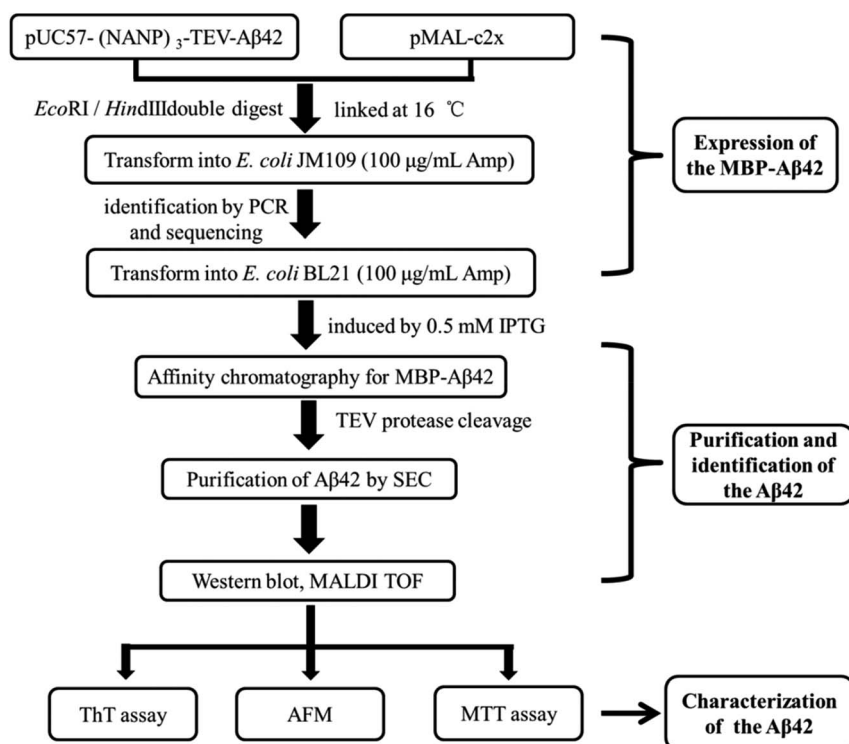 pUC57- (NANP) 3-TEV-Aβ42
pMAL-c2x
EcoRI / HindIIIdouble digest
linked at 16 ℃
Transform into E. coli JM109 (100 μg/mL Amp)
identification by PCR
and sequencing
Transform into E. coli BL21 (100 μg/mL Amp)
Expression of
the MBP-Aβ42
induced by 0.5 mM IPTG
Affinity chromatography for MBP-Aβ42
TEV protease cleavage
Purification of Aβ42 by SEC
Western blot, MALDI TOF
Purification and
identification of
the Aβ42
ThT assay
AFM
MTT assay
Characterization
of the Aβ42